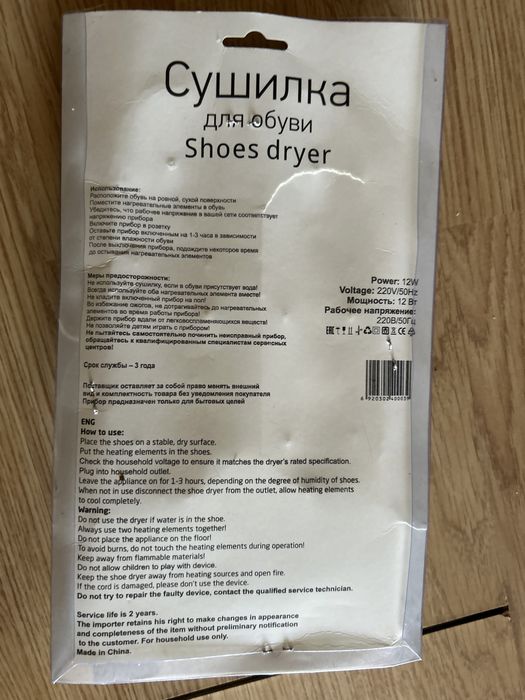 Сушилка
для обуви
Shoes dryer
Использование:
Расположите обувь на ровной, сухой поверхности
Поместите нагревательные элементы в обувь
Убедитесь, что рабочее напряжение в вашей сети соответствует
напряжению прибора
Включите прибор в розетку
Оставьте прибор включенным на 1-3 часа в зависимости
от степени влажности обуви
После выключения прибора, подождите некоторое время
до остывания нагревательных элементов
Меры предосторожности:
Не используйте сушилку, если в обуви присутствует вода!
Всегда используйте оба нагревательных элемента вместе!
Не кладите включенный прибор на пол!
Во избежание ожогов, не дотрагивайтесь до нагревательных
элементов во время работы прибора!
Держите прибор вдали от легковоспламеняющихся веществ!
Не позволяйте детям играть с прибором!
Не пытайтесь самостоятельно починить неисправный прибор,
обращайтесь к квалифицированным специалистам сервисных
центров!
Срок службы – 3 года
Поставщик оставляет за собой право менять внешний
вид и комплектность товара без уведомления покупателя
Прибор предназначен только для бытовых целей
Power: 12W
Voltage: 220V/50Hz
Мощность: 12 Вт
Рабочее напряжение:
220В/50Гц
EAC CE
6 920302 400039
ENG
How to use:
Place the shoes on a stable, dry surface.
Put the heating elements in the shoes.
Check the household voltage to ensure it matches the dryer's rated specification.
Plug into household outlet.
Leave the appliance on for 1-3 hours, depending on the degree of humidity of shoes.
When not in use disconnect the shoe dryer from the outlet, allow heating elements
to cool completely.
Warning:
Do not use the dryer if water is in the shoe.
Always use two heating elements together!
Do not place the appliance on the floor!
To avoid burns, do not touch the heating elements during operation!
Keep away from flammable materials!
Do not allow children to play with device.
Keep the shoe dryer away from heating sources and open fire.
If the cord is damaged, please don't use the device.
Do not try to repair the faulty device, contact the qualified service technician.
Service life is 2 years.
The importer retains his right to make changes in appearance
and completeness of the item without preliminary notification
to the customer. For household use only.
Made in China.